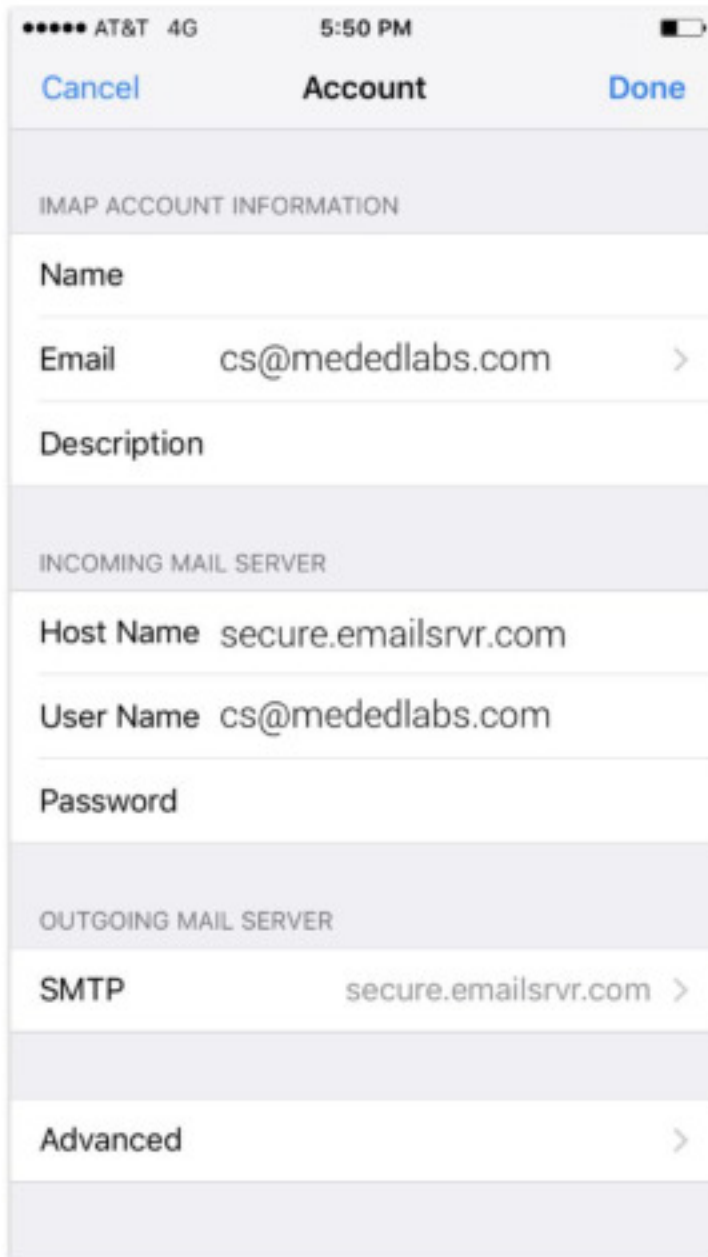 AT&T 4G 5:50 PM
Cancel Account Done
IMAP ACCOUNT INFORMATION
Name
Email cs@mededlabs.com
Description
INCOMING MAIL SERVER
Host Name secure.emailsrvr.com
User Name cs@mededlabs.com
Password
OUTGOING MAIL SERVER
SMTP secure.emailsrvr.com
Advanced